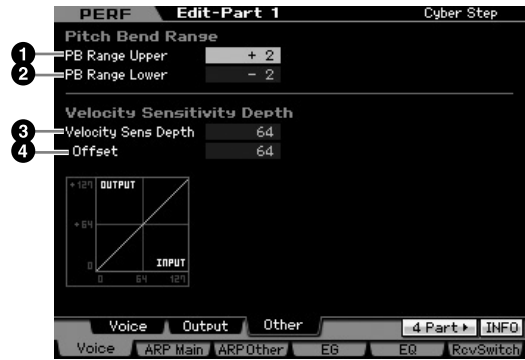 PERF Edit-Part 1 Cyber Step
Pitch Bend Range
1 PB Range Upper + 2
2 PB Range Lower - 2
Velocity Sensitivity Depth
3 Velocity Sens Depth 64
4 Offset 64
+127 OUTPUT
+64
0 INPUT
0 64 127
Voice Output Other 4 Part INFO
Voice ARP Main ARP Other EG EQ RcvSwitch